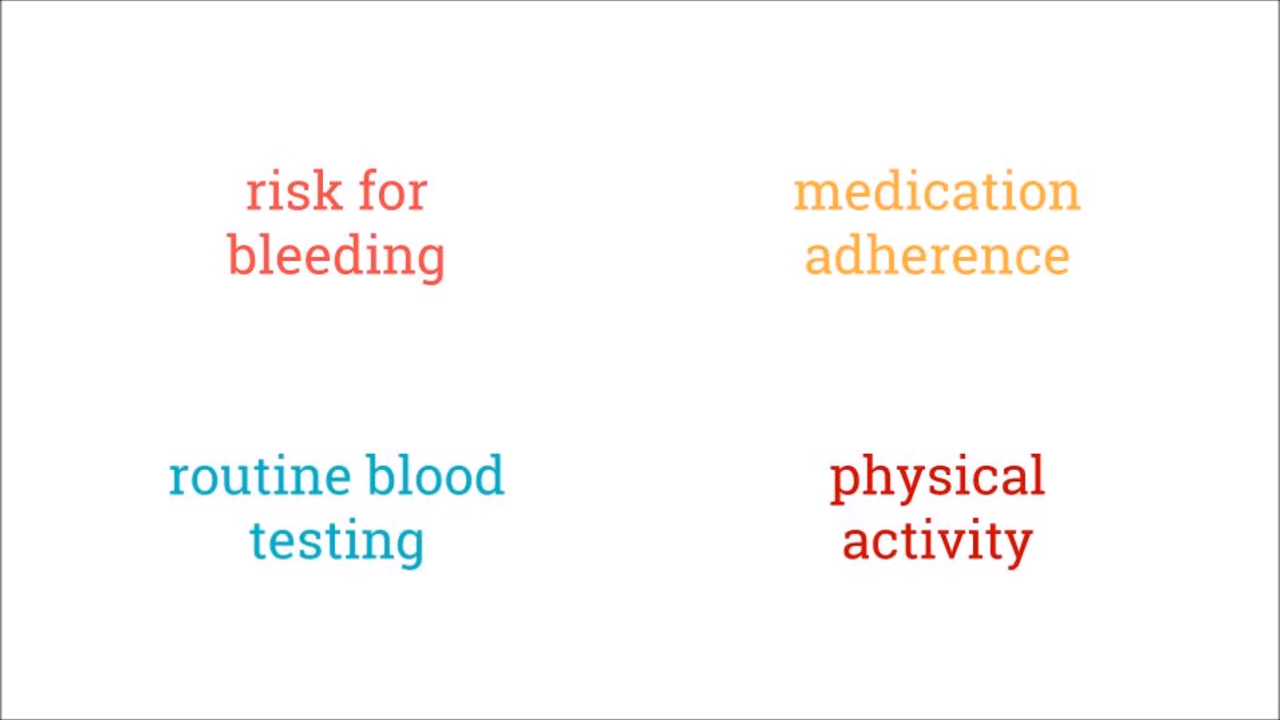 risk for
bleeding
medication
adherence
routine blood
testing
physical
activity